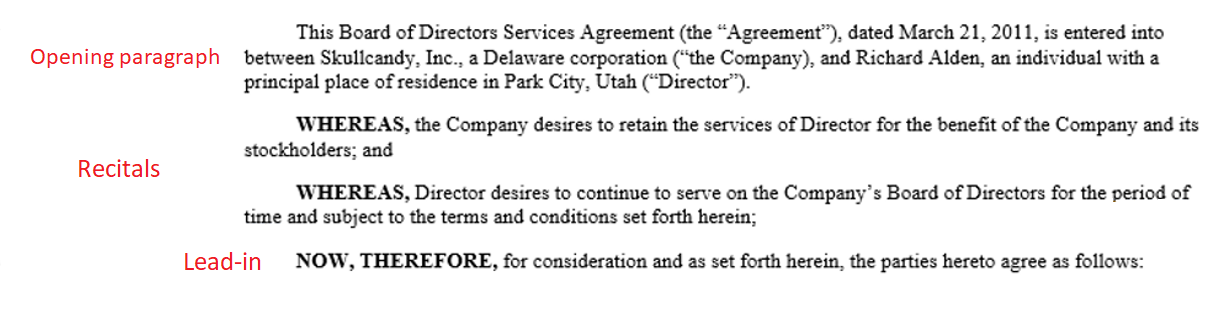 Opening paragraph
This Board of Directors Services Agreement (the “Agreement”), dated March 21, 2011, is entered into
between Skullcandy, Inc., a Delaware corporation (“the Company), and Richard Alden, an individual with a
principal place of residence in Park City, Utah (“Director”).
Recitals
WHEREAS, the Company desires to retain the services of Director for the benefit of the Company and its
stockholders; and
WHEREAS, Director desires to continue to serve on the Company’s Board of Directors for the period of
time and subject to the terms and conditions set forth herein;
Lead-in
NOW, THEREFORE, for consideration and as set forth herein, the parties hereto agree as follows: